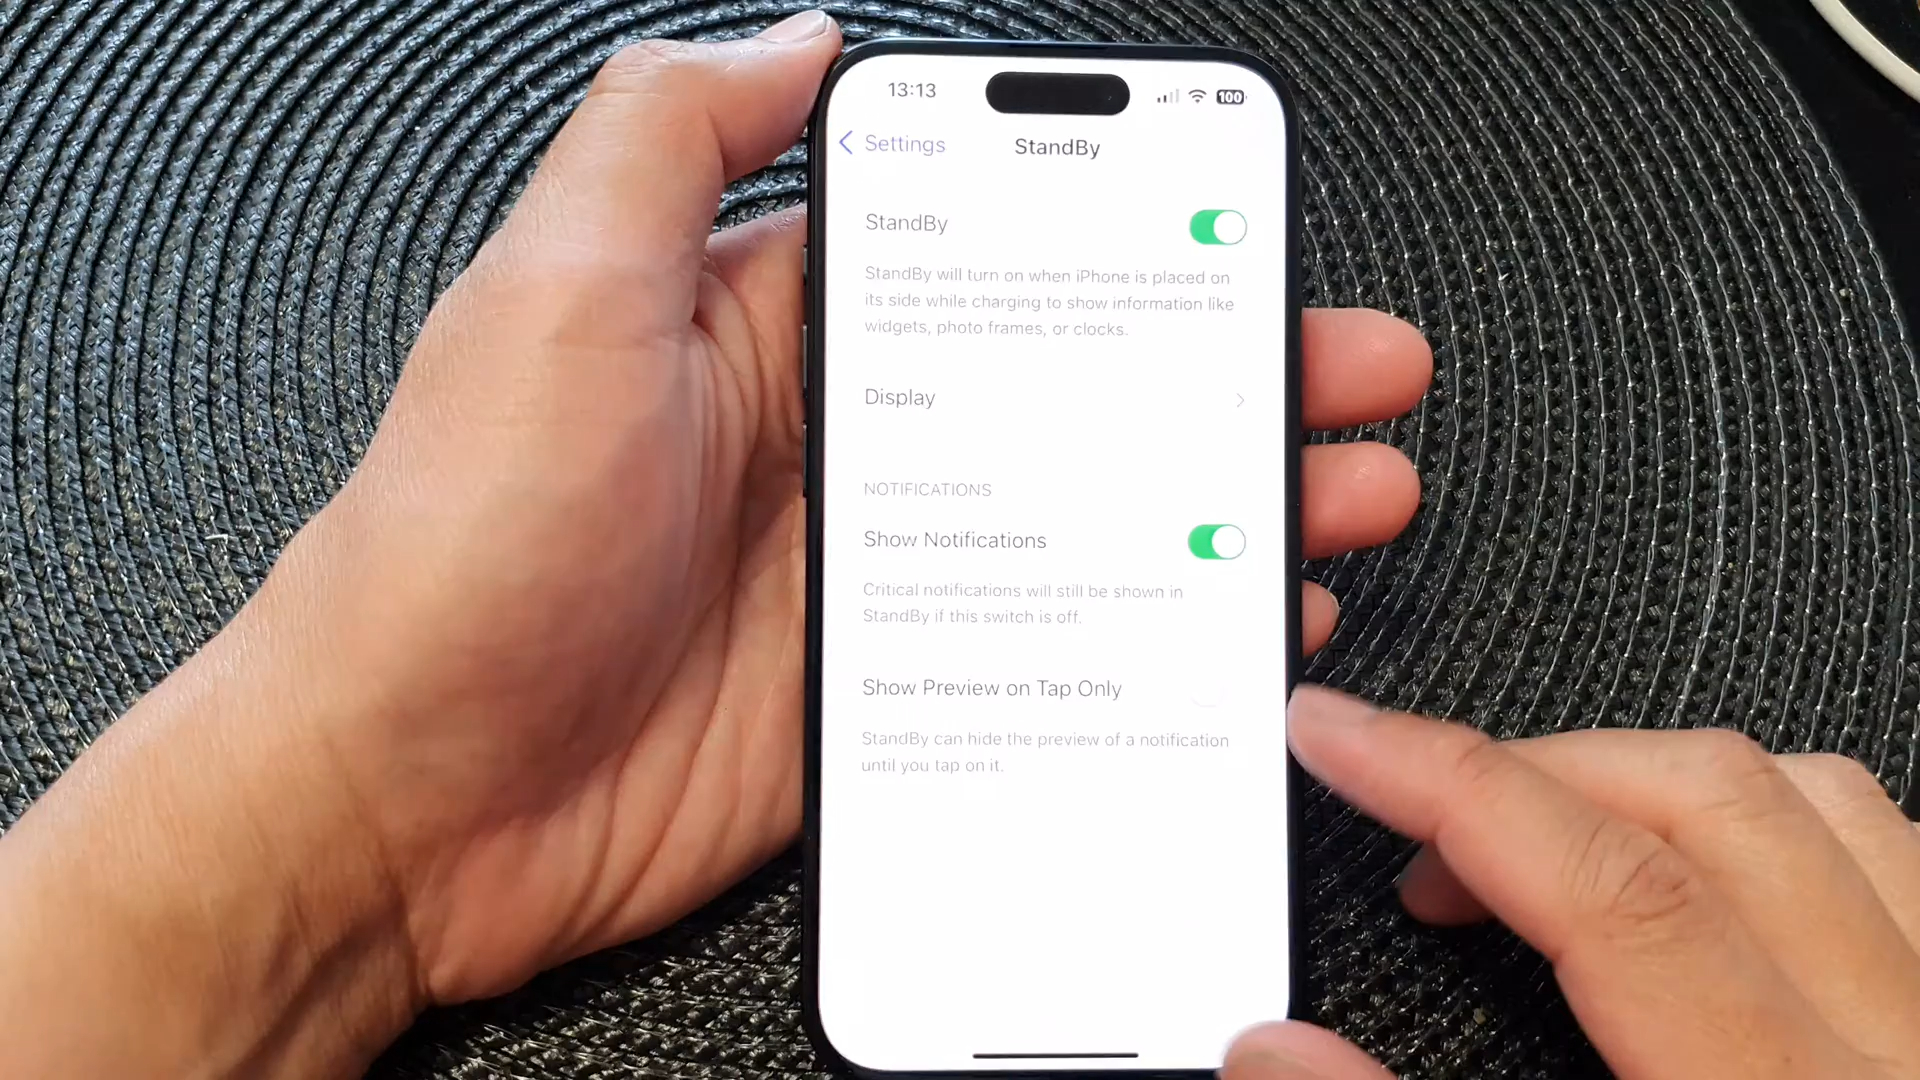 13:13
100
Settings
StandBy
StandBy
StandBy will turn on when iPhone is placed on
its side while charging to show information like
widgets, photo frames, or clocks.
Display
NOTIFICATIONS
Show Notifications
Critical notifications will still be shown in
StandBy if this switch is off.
Show Preview on Tap Only
StandBy can hide the preview of a notification
until you tap on it.